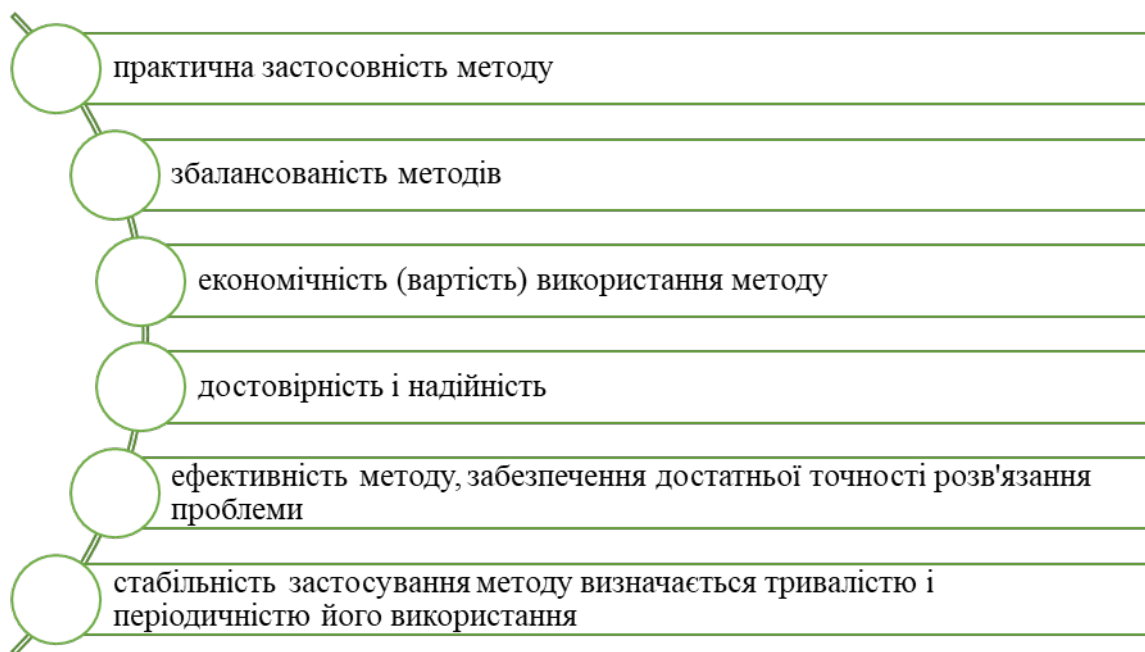 практична застосовність методу
збалансованість методів
економічність (вартість) використання методу
достовірність і надійність
ефективність методу, забезпечення достатньої точності розв'язання
проблеми
стабільність застосування методу визначається тривалістю і
періодичністю його використання